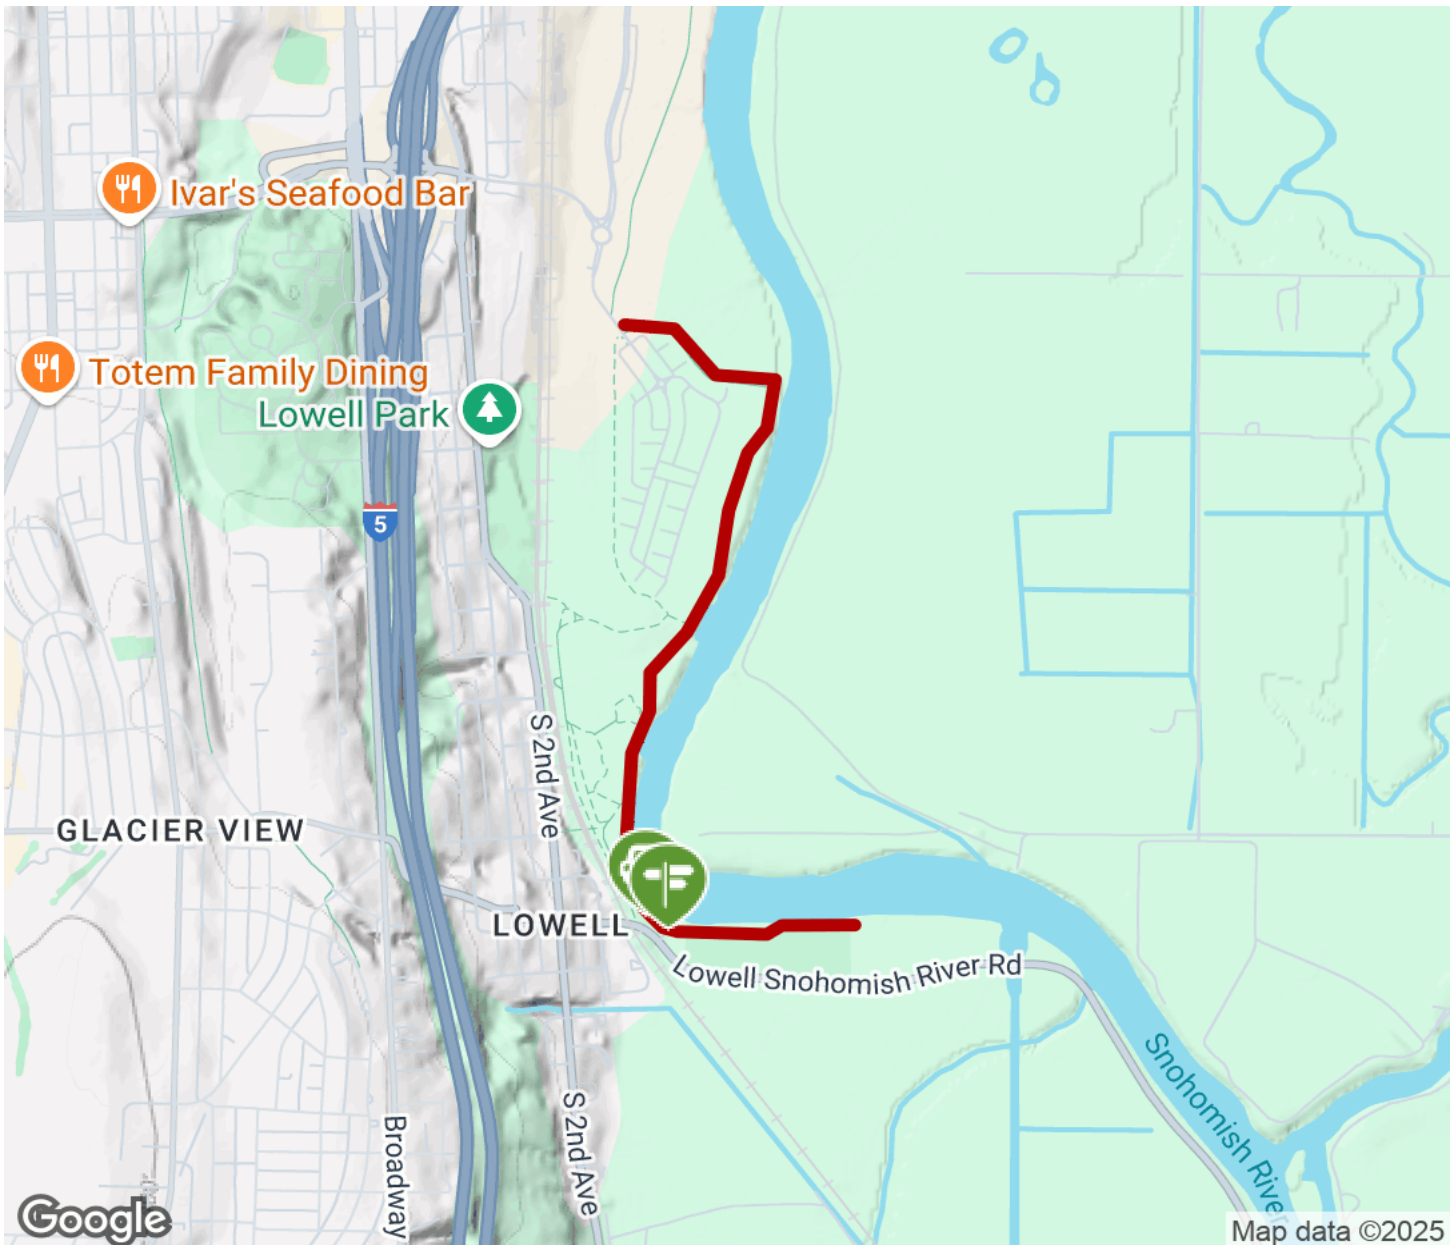 Ivar's Seafood Bar
Totem Family Dining
Lowell Park
5
S 2nd Ave
GLACIER VIEW
LOWELL
Lowell Snohomish River Rd
Snohomish River
S 2nd Ave
Broadway
Google
Map data ©2025